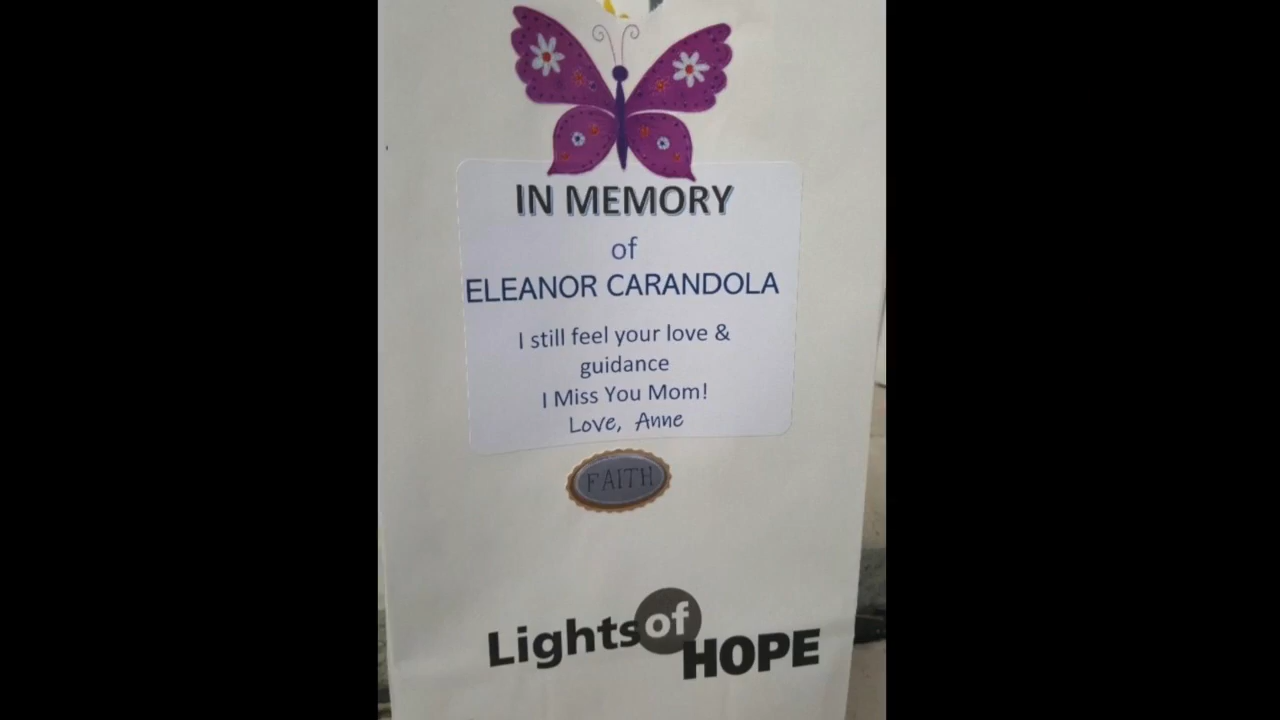 IN MEMORY
of
ELEANOR CARANDOLA
I still feel your love &
guidance
I Miss You Mom!
Love, Anne
FAITH
Lights of
HOPE